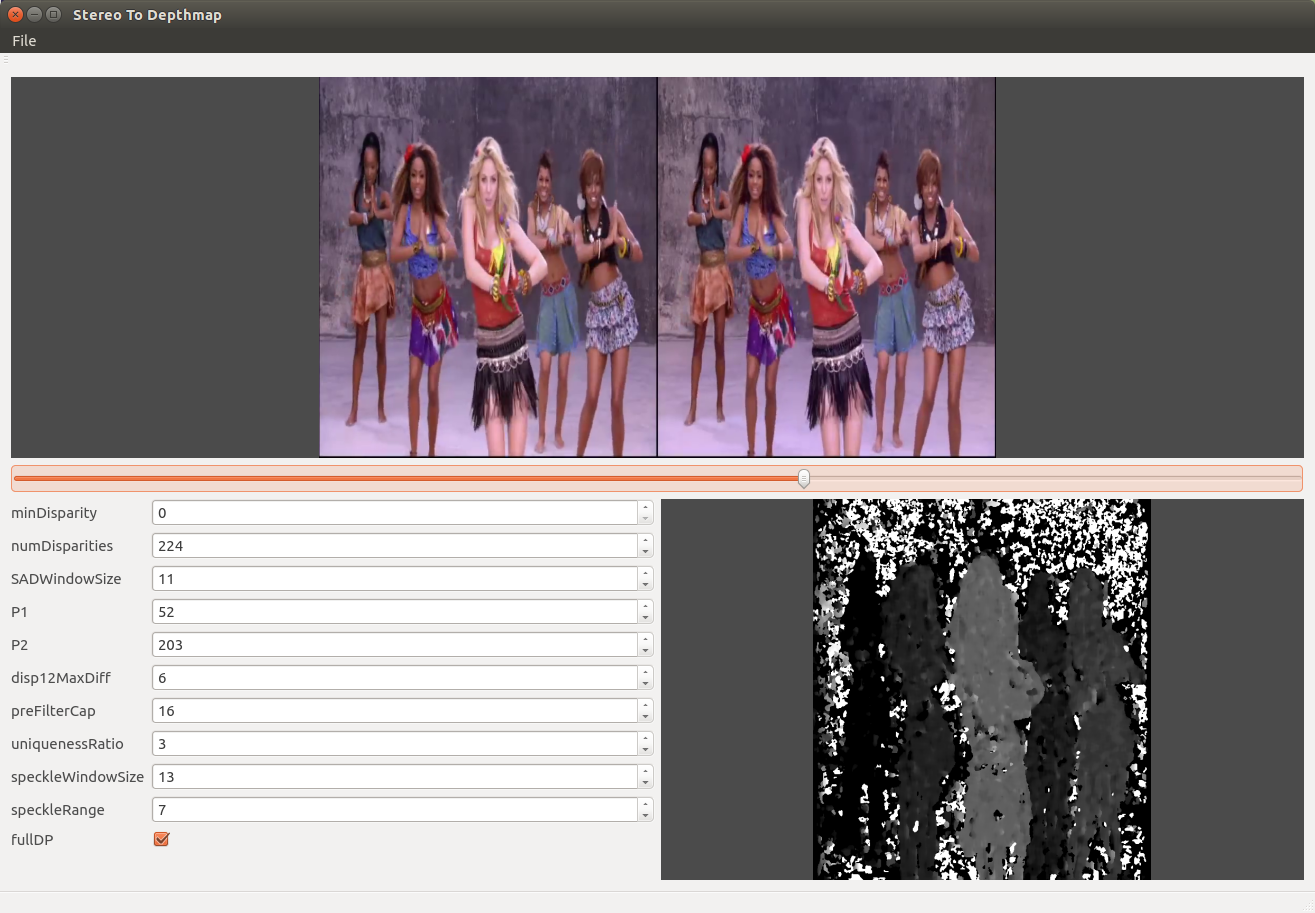 Stereo To Depthmap
File
minDisparity 0
numDisparities 224
SADWindowSize 11
P1 52
P2 203
disp12MaxDiff 6
preFilterCap 16
uniquenessRatio 3
speckleWindowSize 13
speckleRange 7
fullDP